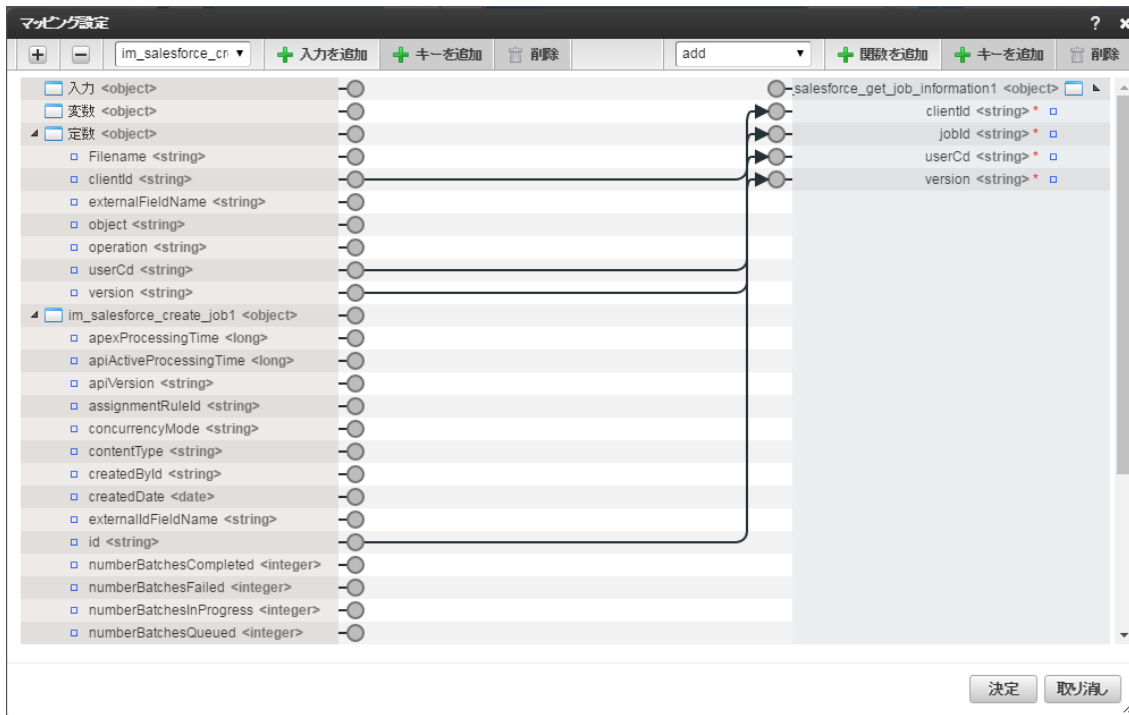 マッピング設定 ? ×
im_salesforce_cr 入力を追加 キーを追加 削除 add 関数を追加 キーを追加 削除
入力 <object>
変数 <object>
定数 <object>
Filename <string>
clientId <string>
externalFieldName <string>
object <string>
operation <string>
userCd <string>
version <string>
im_salesforce_create_job1 <object>
apexProcessingTime <long>
apiActiveProcessingTime <long>
apiVersion <string>
assignmentRuleId <string>
concurrencyMode <string>
contentType <string>
createdById <string>
createdDate <date>
externalIdFieldName <string>
id <string>
numberBatchesCompleted <integer>
numberBatchesFailed <integer>
numberBatchesInProgress <integer>
numberBatchesQueued <integer>
_salesforce_get_job_information1 <object>
clientId <string> *
jobId <string> *
userCd <string> *
version <string> *
決定 取り消し